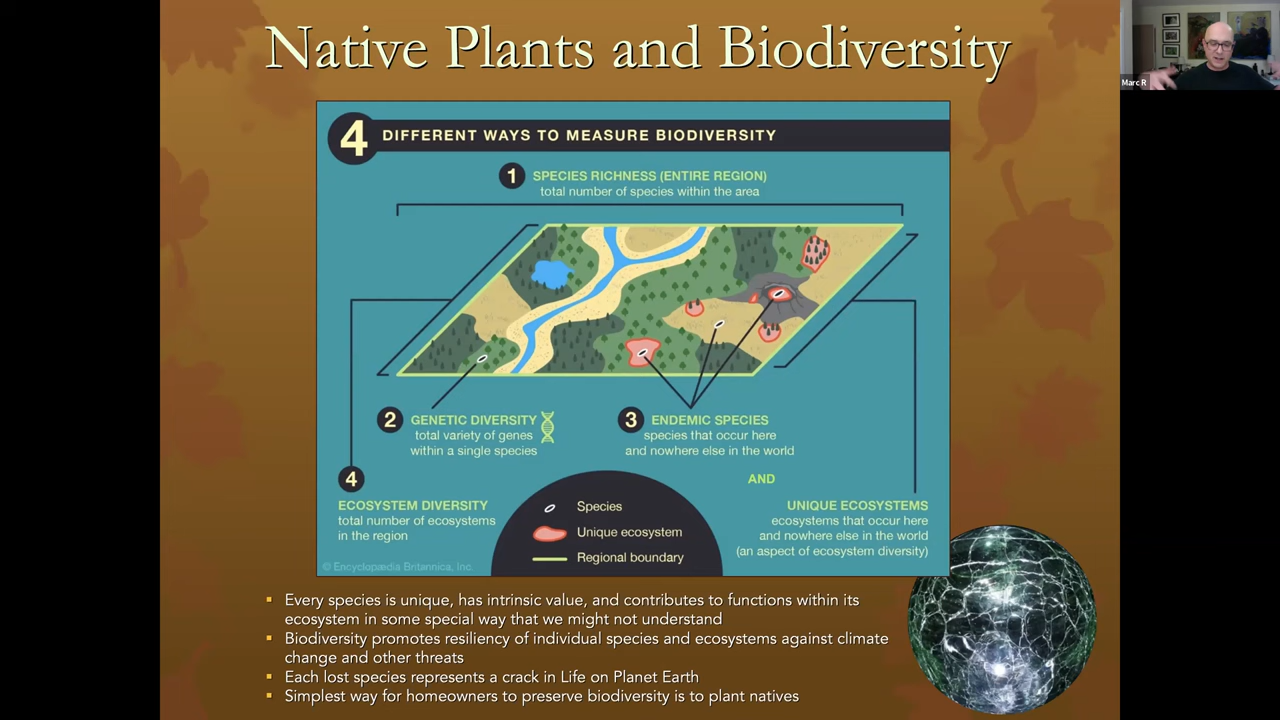 Native Plants and Biodiversity
Marc R
4 DIFFERENT WAYS TO MEASURE BIODIVERSITY
1 SPECIES RICHNESS (ENTIRE REGION)
total number of species within the area
2 GENETIC DIVERSITY
total variety of genes
within a single species
3 ENDEMIC SPECIES
species that occur here
and nowhere else in the world
AND
4
ECOSYSTEM DIVERSITY
total number of ecosystems
in the region
UNIQUE ECOSYSTEMS
ecosystems that occur here
and nowhere else in the world
(an aspect of ecosystem diversity)
Species
Unique ecosystem
Regional boundary
© Encyclopædia Britannica, Inc.
▪ Every species is unique, has intrinsic value, and contributes to functions within its
ecosystem in some special way that we might not understand
▪ Biodiversity promotes resiliency of individual species and ecosystems against climate
change and other threats
▪ Each lost species represents a crack in Life on Planet Earth
▪ Simplest way for homeowners to preserve biodiversity is to plant natives